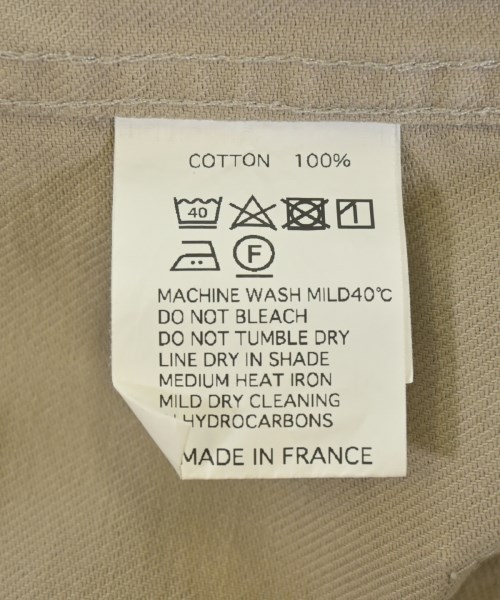 COTTON 100%
40
F
MACHINE WASH MILD40℃
DO NOT BLEACH
DO NOT TUMBLE DRY
LINE DRY IN SHADE
MEDIUM HEAT IRON
MILD DRY CLEANING
HYDROCARBONS
MADE IN FRANCE